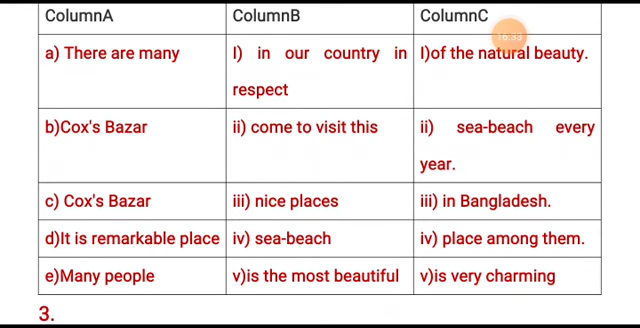 ColumnA ColumnB ColumnC
16:33
a) There are many I) in our country in I)of the natural beauty.
respect
b)Cox's Bazar ii) come to visit this ii) sea-beach every
year.
c) Cox's Bazar iii) nice places iii) in Bangladesh.
d)It is remarkable place iv) sea-beach iv) place among them.
e)Many people v)is the most beautiful v)is very charming
3.